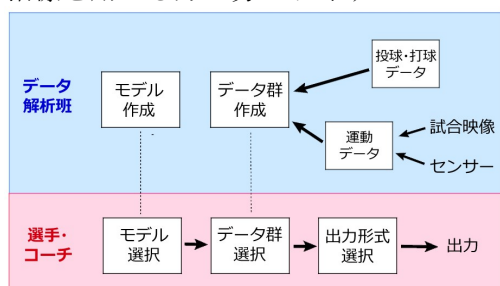 データ
解析班
モデル
作成
データ群
作成
投球・打球
データ
運動
データ
試合映像
センサー
選手・
コーチ
モデル
選択
データ群
選択
出力形式
選択
出力